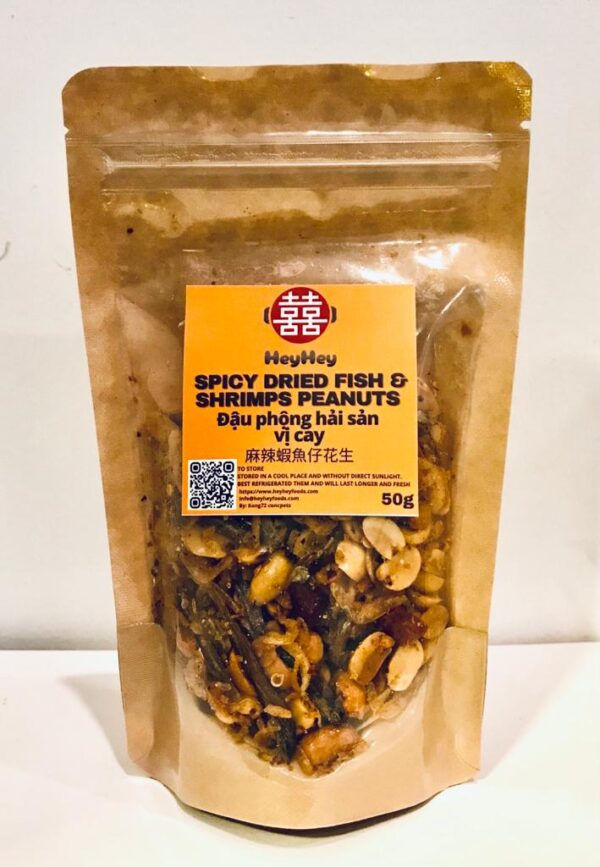 囍
HeyHey
SPICY DRIED FISH &
SHRIMPS PEANUTS
Đậu phộng hải sản
vị cay
麻辣蝦魚仔花生
TO STORE
STORED IN A COOL PLACE AND WITHOUT DIRECT SUNLIGHT.
BEST REFRIGERATED THEM AND WILL LAST LONGER AND FRESH
https://www.heyheyfoods.com
info@heyheyfoods.com
50g